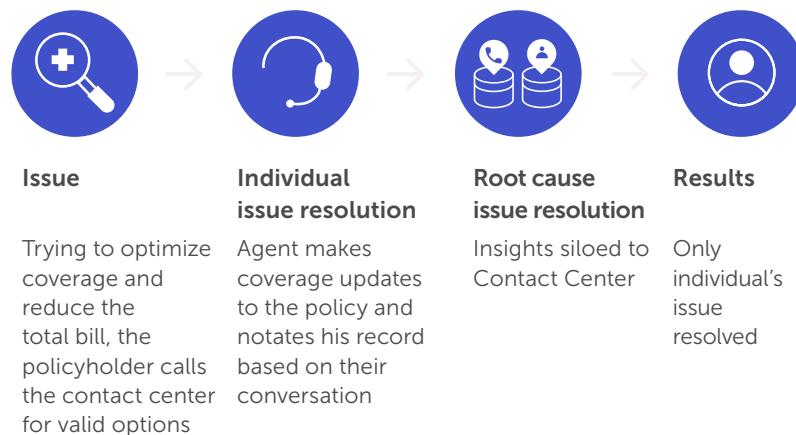 Issue
Trying to optimize
coverage and
reduce the
total bill, the
policyholder calls
the contact center
for valid options
Individual
issue resolution
Agent makes
coverage updates
to the policy and
notates his record
based on their
conversation
Root cause
issue resolution
Insights siloed to
Contact Center
Results
Only
individual’s
issue
resolved